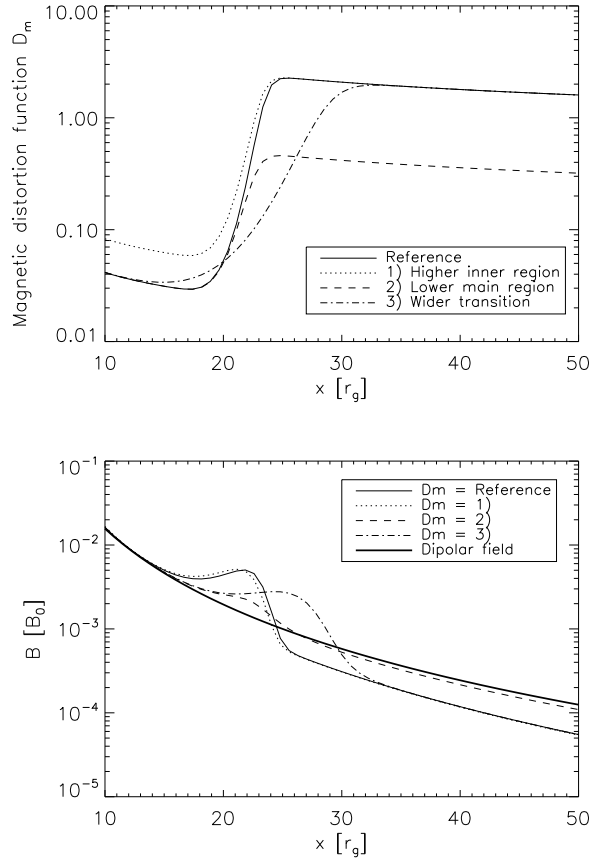 Magnetic distortion function Dₘ
10.00
1.00
0.10
0.01
Reference
1) Higher inner region
2) Lower main region
3) Wider transition
10 20 30 40 50
x [r_g]
B [B₀]
10⁻¹
10⁻²
10⁻³
10⁻⁴
10⁻⁵
Dm = Reference
Dm = 1)
Dm = 2)
Dm = 3)
Dipolar field
10 20 30 40 50
x [r_g]